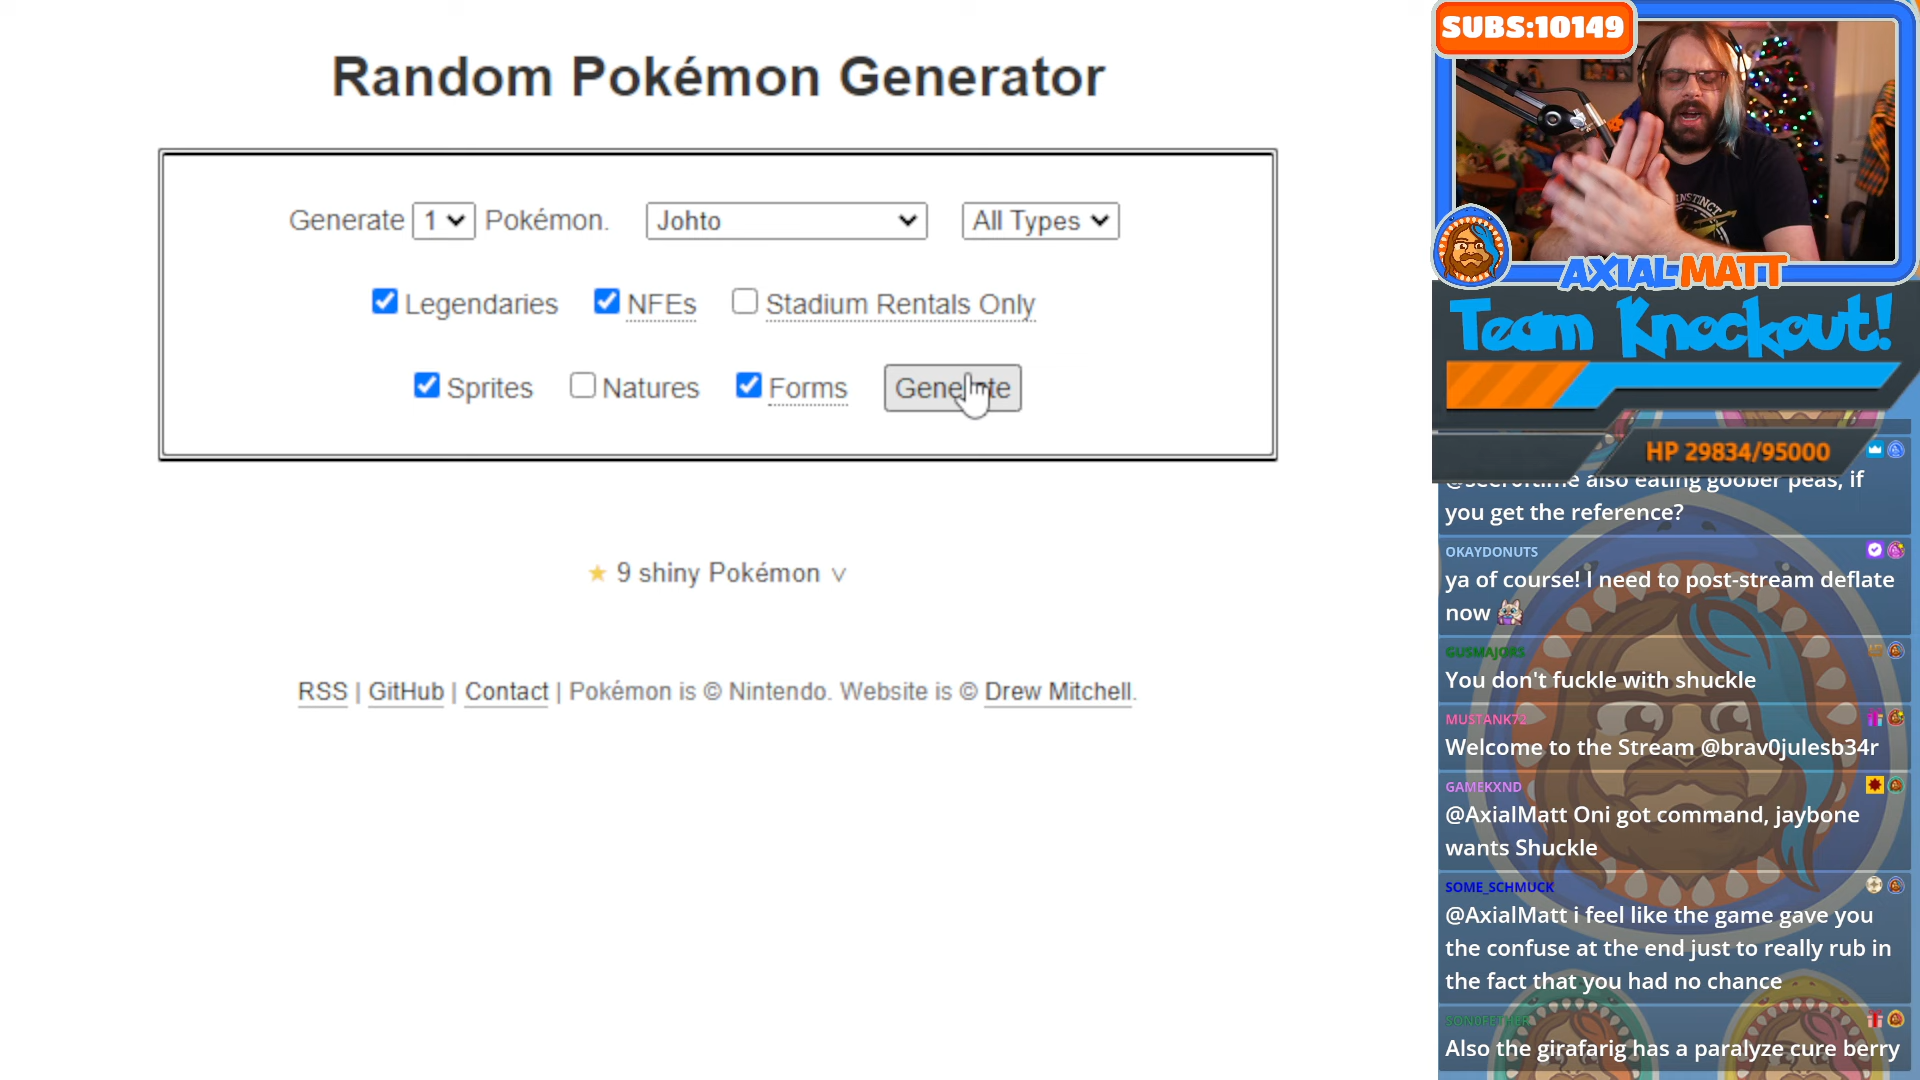 Random Pokémon Generator
Generate 1 Pokémon. Johto All Types
Legendaries NFEs Stadium Rentals Only
Sprites Natures Forms Generate
★ 9 shiny Pokémon
RSS | GitHub | Contact | Pokémon is © Nintendo. Website is © Drew Mitchell.
SUBS:10149
INSTINCT
AXIALMATT
Team Knockout!
HP 29834/95000
also eating goober peas, if
you get the reference?
OKAYDONUTS
ya of course! I need to post-stream deflate
now
GUSMAJORS
You don't fuckle with shuckle
MUSTANK72
Welcome to the Stream @brav0julesb34r
GAMEKXND
@AxialMatt Oni got command, jaybone
wants Shuckle
SOME_SCHMUCK
@AxialMatt i feel like the game gave you
the confuse at the end just to really rub in
the fact that you had no chance
Also the girafarig has a paralyze cure berry